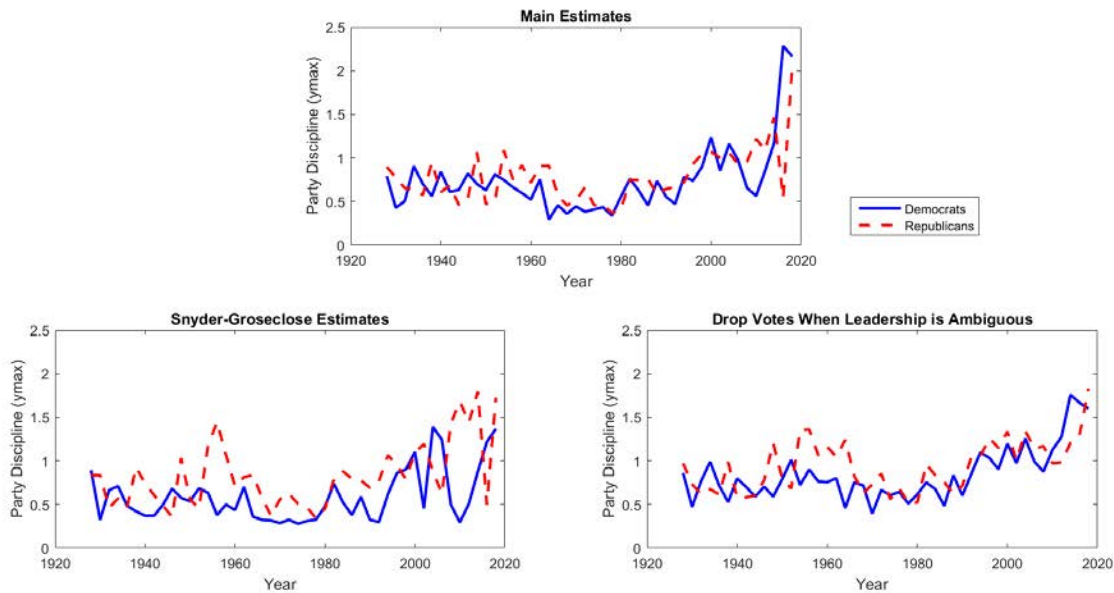 Main Estimates
2.5
2
1.5
1
0.5
0
Party Discipline (ymax)
1920 1940 1960 1980 2000 2020
Year
Democrats
Republicans
Snyder-Groseclose Estimates
2.5
2
1.5
1
0.5
0
Party Discipline (ymax)
1920 1940 1960 1980 2000 2020
Year
Drop Votes When Leadership is Ambiguous
2.5
2
1.5
1
0.5
0
Party Discipline (ymax)
1920 1940 1960 1980 2000 2020
Year